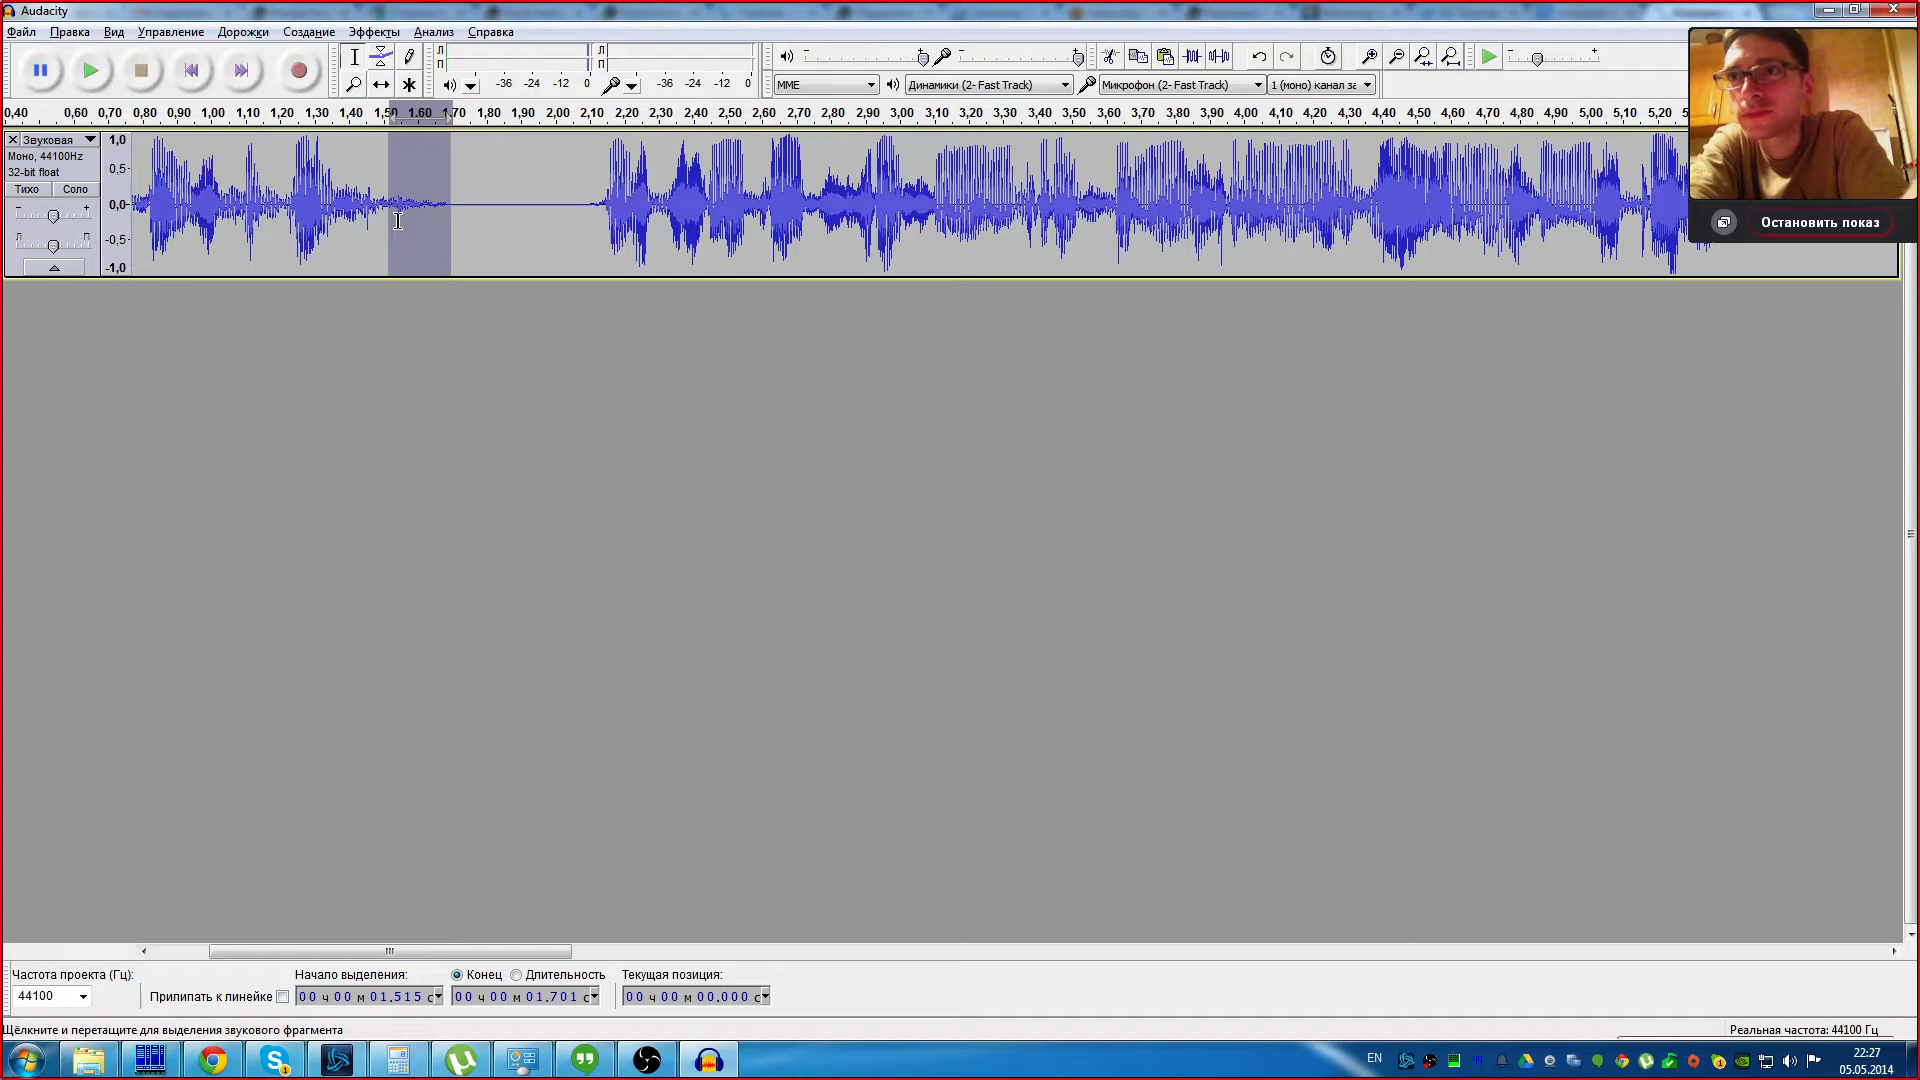 Audacity
Файл Правка Вид Управление Дорожки Создание Эффекты Анализ Справка
Л Л
П П
-36 -24 -12 0 -36 -24 -12 0
MME Динамики (2- Fast Track) Микрофон (2- Fast Track) 1 (моно) канал за
0,40 0,60 0,70 0,80 0,90 1,00 1,10 1,20 1,30 1,40 1,50 1,60 1,70 1,80 1,90 2,00 2,10 2,20 2,30 2,40 2,50 2,60 2,70 2,80 2,90 3,00 3,10 3,20 3,30 3,40 3,50 3,60 3,70 3,80 3,90 4,00 4,10 4,20 4,30 4,40 4,50 4,60 4,70 4,80 4,90 5,00 5,10 5,20
Звуковая
Моно, 44100Hz
32-bit float
Тихо Соло
- +
Л П
1,0
0,5
0,0
-0,5
-1,0
Остановить показ
Частота проекта (Гц): Начало выделения: Конец Длительность Текущая позиция:
44100 Прилипать к линейке 00 ч 00 м 01.515 с 00 ч 00 м 01.701 с 00 ч 00 м 00.000 с
Щёлкните и перетащите для выделения звукового фрагмента
Реальная частота: 44100 Гц
EN
22:27
05.05.2014